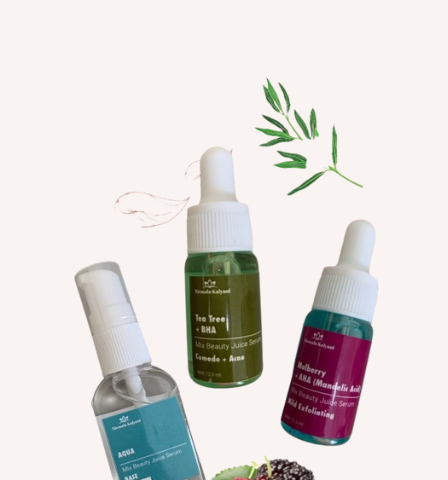 Tea Tree
+ BHA
Mix Beauty Juice Serum
Comedo + Acne
Mulberry
+ AHA (Mandelic Acid)
Mix Beauty Juice Serum
Mild Exfoliating
AQUA
Mix Beauty Juice Serum
BASE